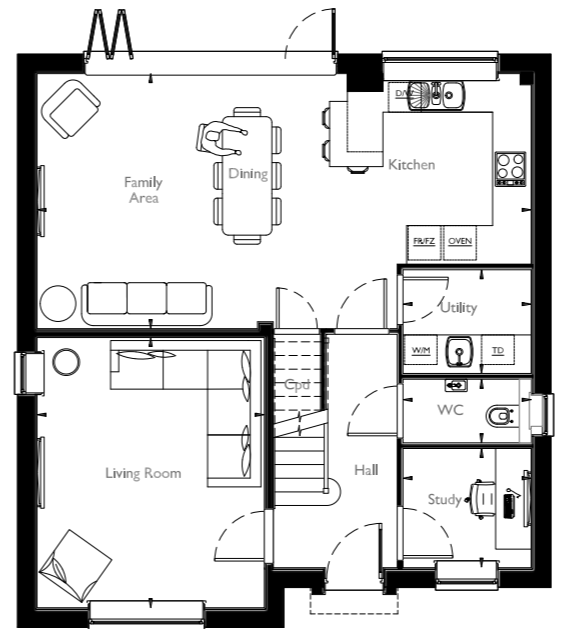 D/W
Kitchen
Dining
Family
Area
FR/FZ
OVEN
Utility
W/M
TD
Cpd
WC
Hall
Living Room
Study